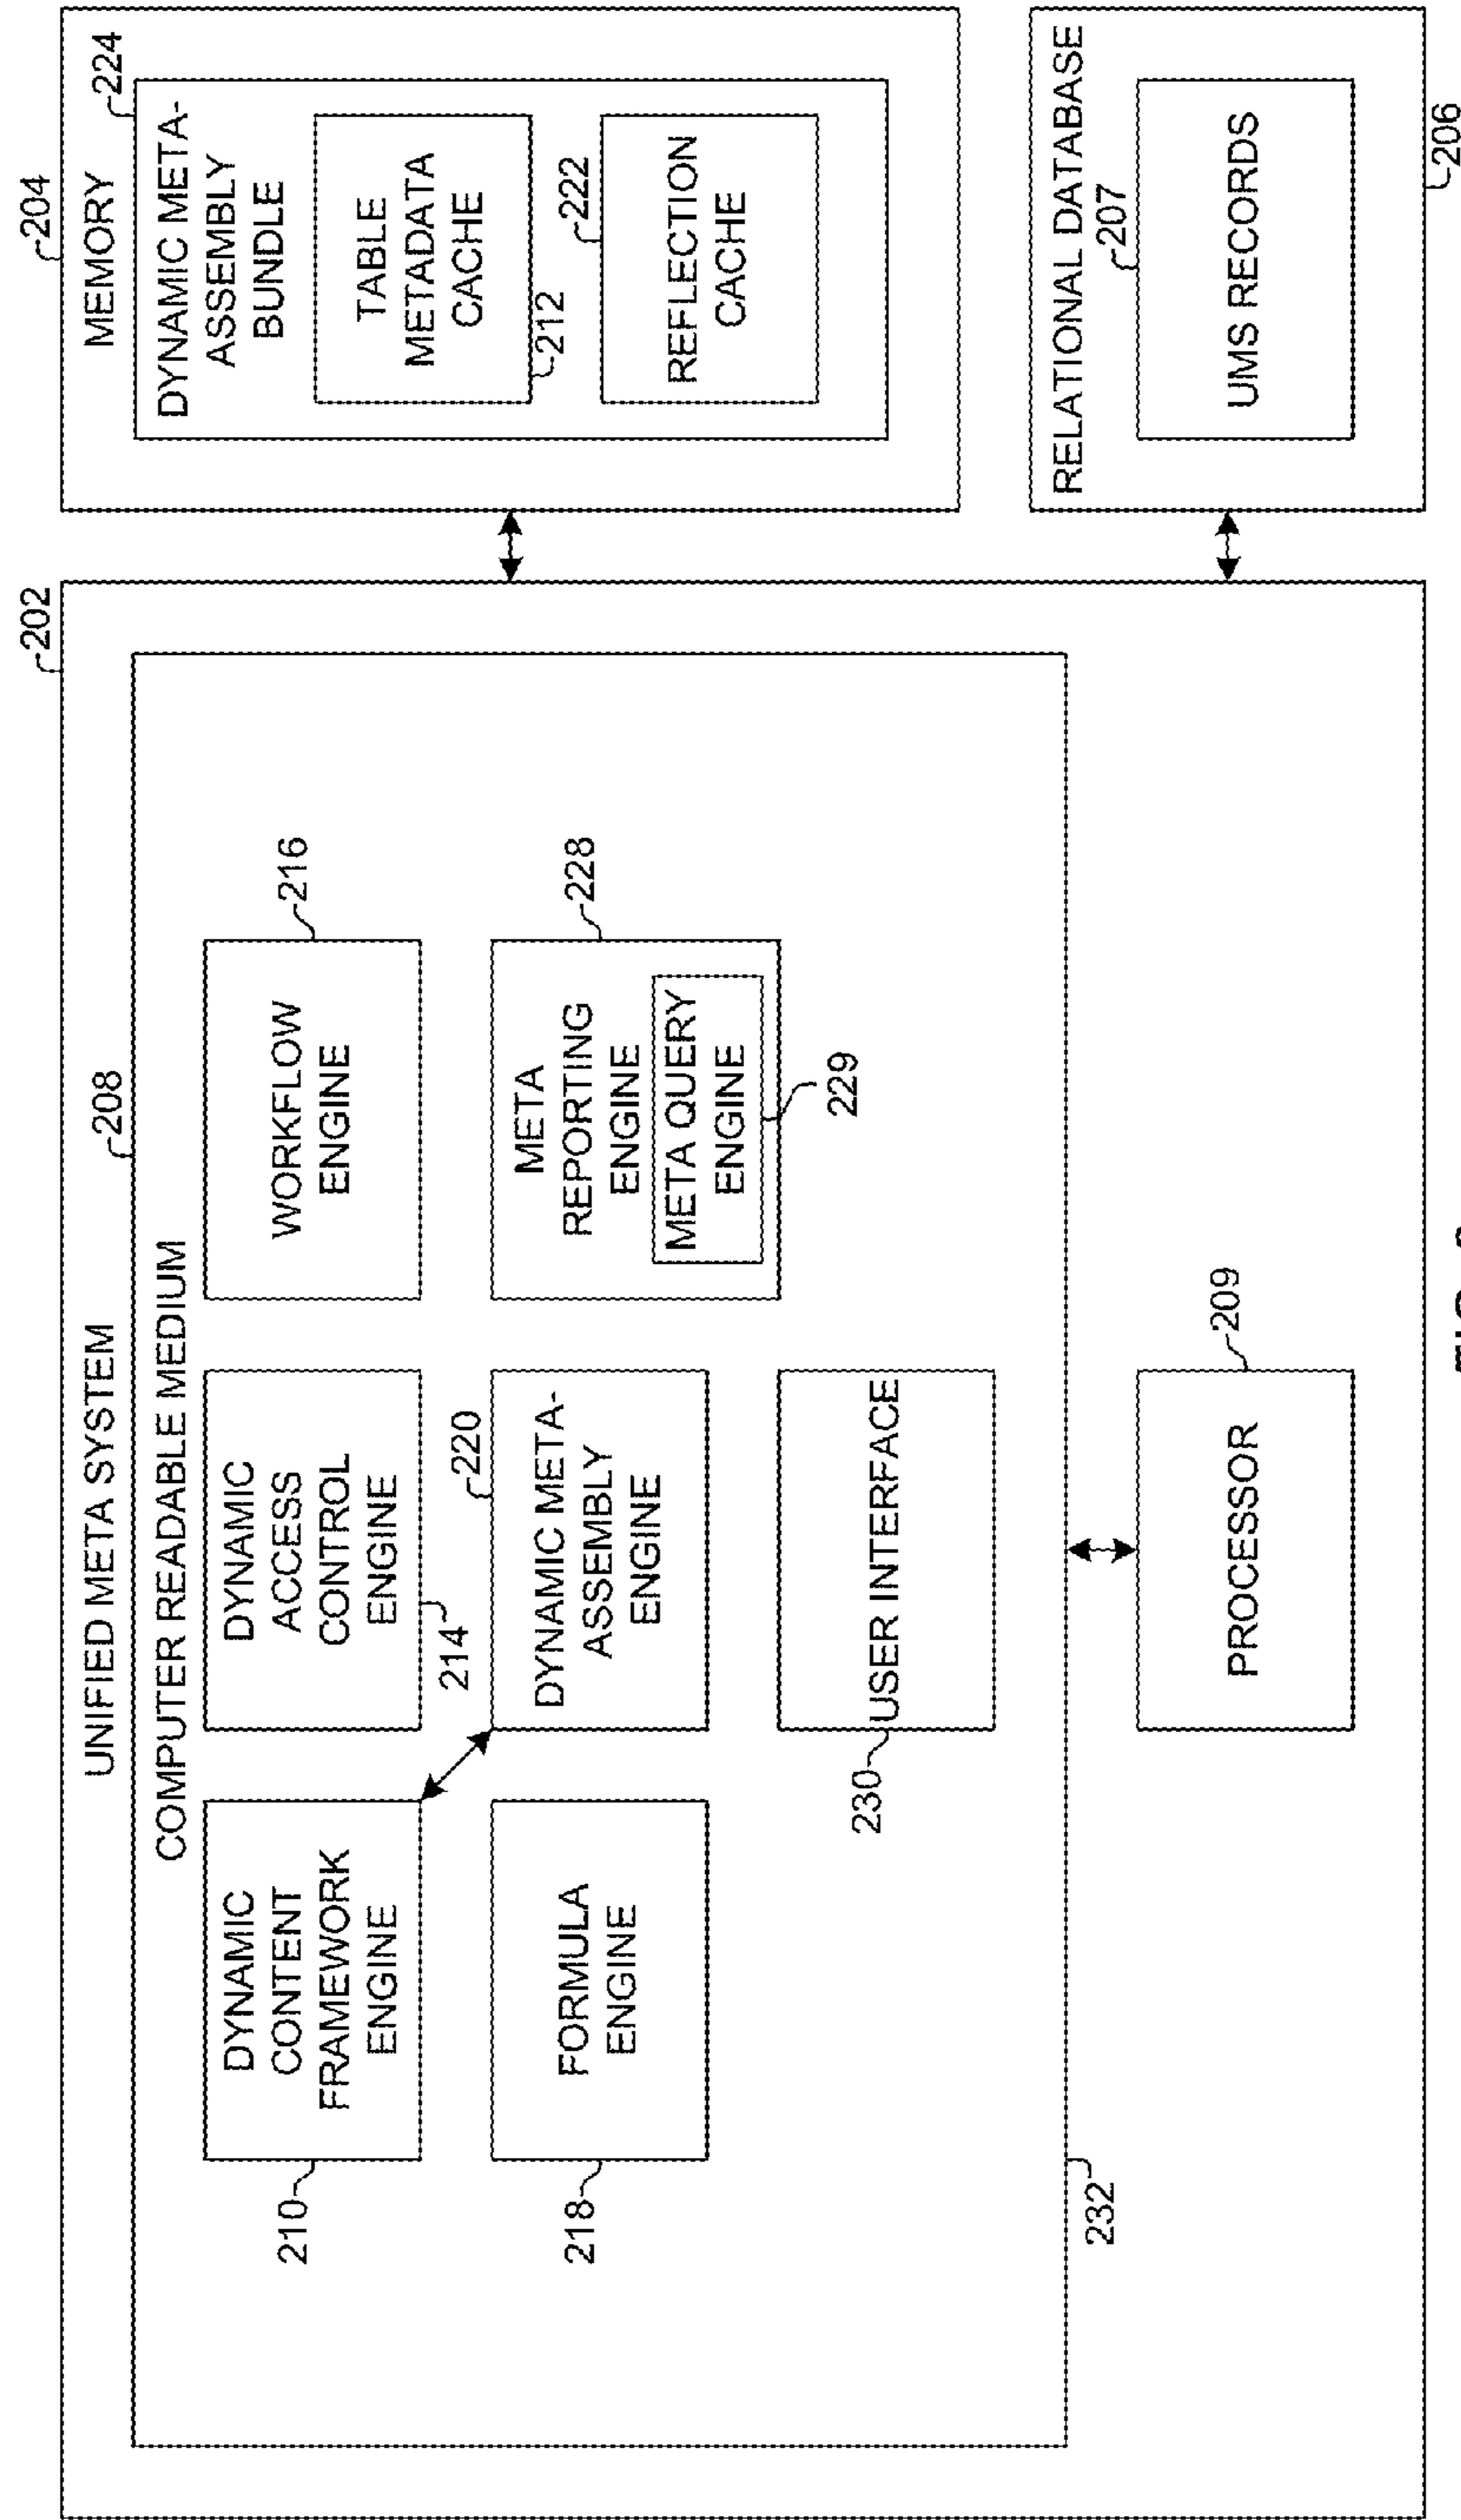 202
UNIFIED META SYSTEM
208
COMPUTER READABLE MEDIUM
DYNAMIC
CONTENT
FRAMEWORK
ENGINE
210
DYNAMIC
ACCESS
CONTROL
ENGINE
214
WORKFLOW
ENGINE
216
FORMULA
ENGINE
218
220
DYNAMIC META-
ASSEMBLY
ENGINE
META
REPORTING
ENGINE
228
META QUERY
ENGINE
229
USER INTERFACE
230
232
PROCESSOR
209
204
MEMORY
224
DYNAMIC META-
ASSEMBLY
BUNDLE
TABLE
METADATA
CACHE
212
222
REFLECTION
CACHE
RELATIONAL DATABASE
207
UMS RECORDS
206